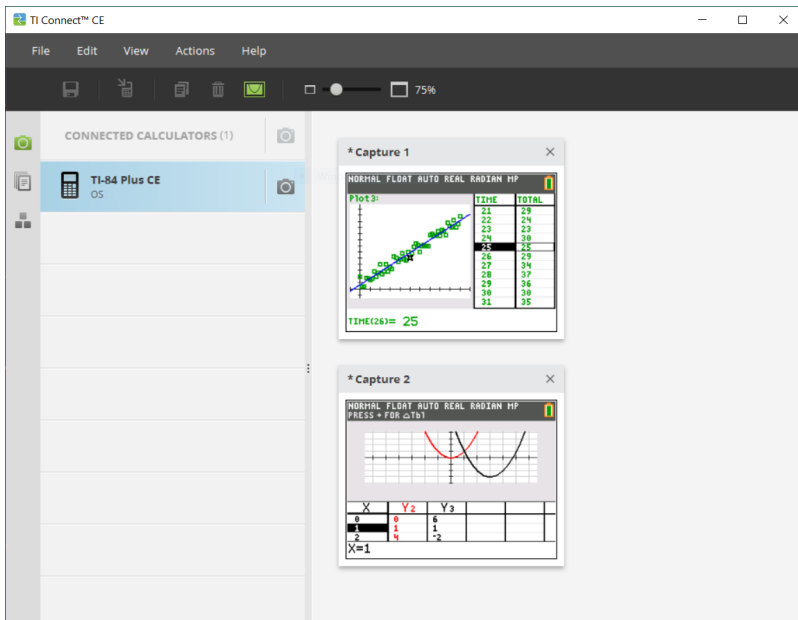 TI Connect™ CE
File Edit View Actions Help
75%
CONNECTED CALCULATORS (1)
TI-84 Plus CE
OS
*Capture 1
NORMAL FLOAT AUTO REAL RADIAN MP
Plot3:
TIME TOTAL
21 29
22 24
23 23
24 30
25 25
26 29
27 34
28 37
29 36
30 30
31 35
TIME(26)= 25
*Capture 2
NORMAL FLOAT AUTO REAL RADIAN MP
PRESS + FOR △Tbl
X Y2 Y3
0 0 6
1 1 1
2 4 -2
X=1